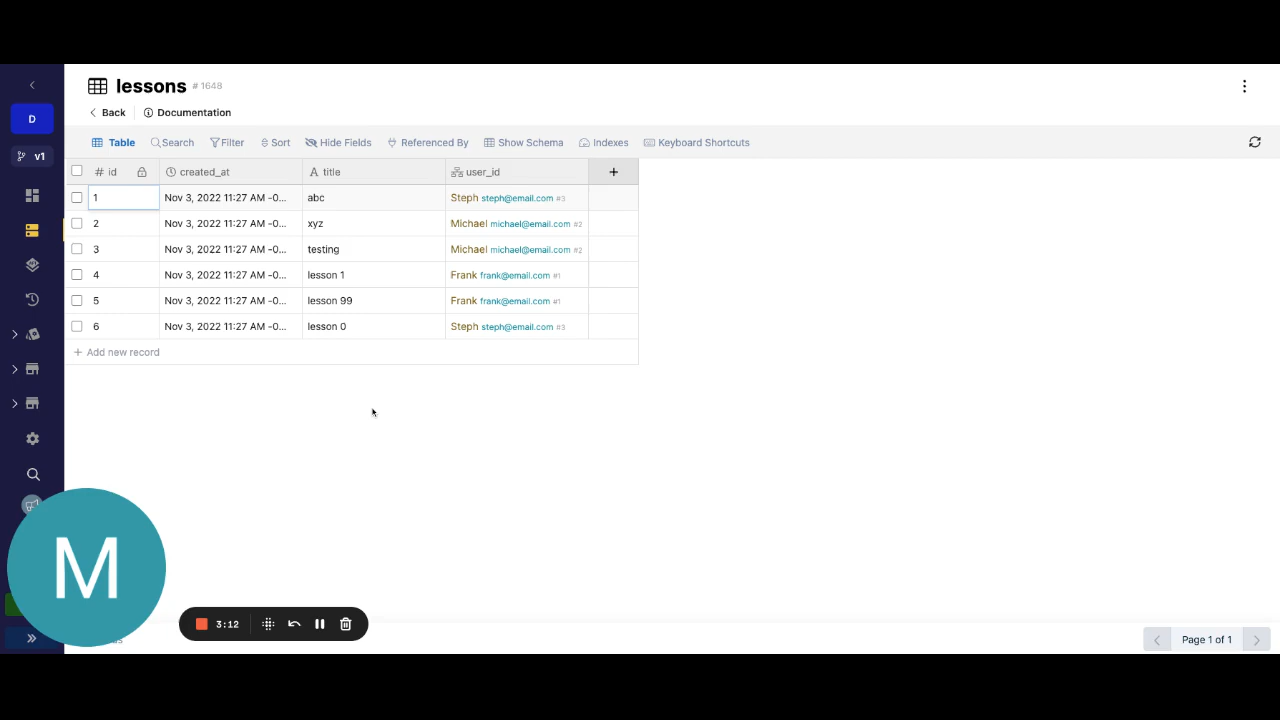 lessons # 1648
Back Documentation
D
v1
Table Search Filter Sort Hide Fields Referenced By Show Schema Indexes Keyboard Shortcuts
# id created_at title user_id +
1 Nov 3, 2022 11:27 AM -0... abc Steph steph@email.com #3
2 Nov 3, 2022 11:27 AM -0... xyz Michael michael@email.com #2
3 Nov 3, 2022 11:27 AM -0... testing Michael michael@email.com #2
4 Nov 3, 2022 11:27 AM -0... lesson 1 Frank frank@email.com #1
5 Nov 3, 2022 11:27 AM -0... lesson 99 Frank frank@email.com #1
6 Nov 3, 2022 11:27 AM -0... lesson 0 Steph steph@email.com #3
+ Add new record
M
3:12
Page 1 of 1